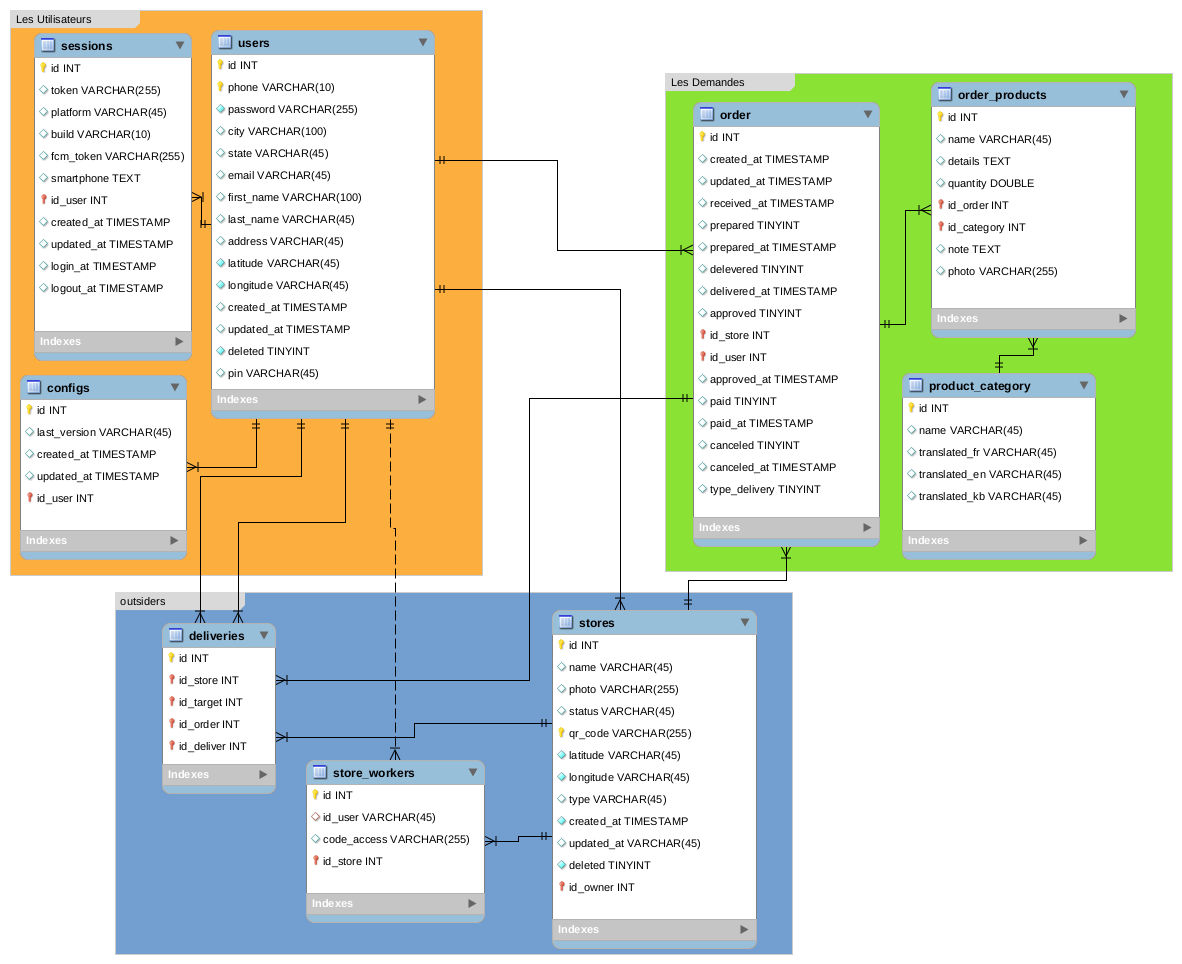 Les Utilisateurs
sessions
id INT
token VARCHAR(255)
platform VARCHAR(45)
build VARCHAR(10)
fcm_token VARCHAR(255)
smartphone TEXT
id_user INT
created_at TIMESTAMP
updated_at TIMESTAMP
login_at TIMESTAMP
logout_at TIMESTAMP
Indexes
users
id INT
phone VARCHAR(10)
password VARCHAR(255)
city VARCHAR(100)
state VARCHAR(45)
email VARCHAR(45)
first_name VARCHAR(100)
last_name VARCHAR(45)
address VARCHAR(45)
latitude VARCHAR(45)
longitude VARCHAR(45)
created_at TIMESTAMP
updated_at TIMESTAMP
deleted TINYINT
pin VARCHAR(45)
Indexes
configs
id INT
last_version VARCHAR(45)
created_at TIMESTAMP
updated_at TIMESTAMP
id_user INT
Indexes
Les Demandes
order
id INT
created_at TIMESTAMP
updated_at TIMESTAMP
received_at TIMESTAMP
prepared TINYINT
prepared_at TIMESTAMP
delevered TINYINT
delivered_at TIMESTAMP
approved TINYINT
id_store INT
id_user INT
approved_at TIMESTAMP
paid TINYINT
paid_at TIMESTAMP
canceled TINYINT
canceled_at TIMESTAMP
type_delivery TINYINT
Indexes
order_products
id INT
name VARCHAR(45)
details TEXT
quantity DOUBLE
id_order INT
id_category INT
note TEXT
photo VARCHAR(255)
Indexes
product_category
id INT
name VARCHAR(45)
translated_fr VARCHAR(45)
translated_en VARCHAR(45)
translated_kb VARCHAR(45)
Indexes
outsiders
deliveries
id INT
id_store INT
id_target INT
id_order INT
id_deliver INT
Indexes
store_workers
id INT
id_user VARCHAR(45)
code_access VARCHAR(255)
id_store INT
Indexes
stores
id INT
name VARCHAR(45)
photo VARCHAR(255)
status VARCHAR(45)
qr_code VARCHAR(255)
latitude VARCHAR(45)
longitude VARCHAR(45)
type VARCHAR(45)
created_at TIMESTAMP
updated_at VARCHAR(45)
deleted TINYINT
id_owner INT
Indexes